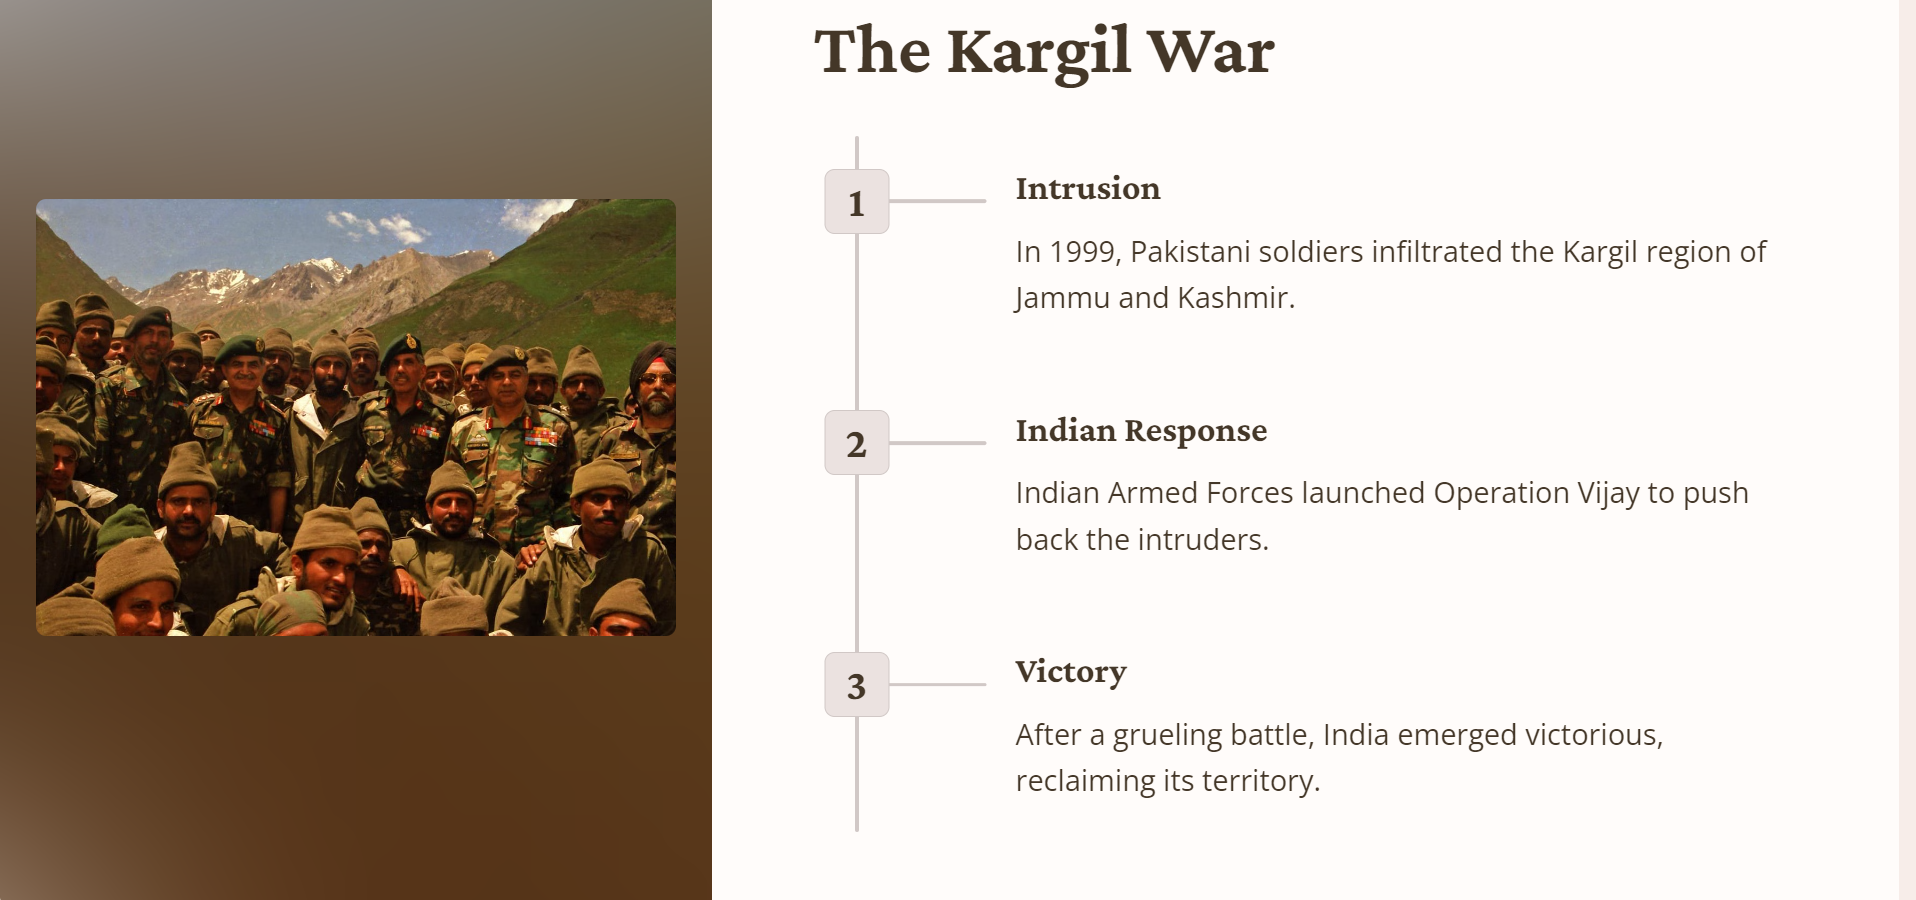 The Kargil War
1
Intrusion
In 1999, Pakistani soldiers infiltrated the Kargil region of
Jammu and Kashmir.
2
Indian Response
Indian Armed Forces launched Operation Vijay to push
back the intruders.
3
Victory
After a grueling battle, India emerged victorious,
reclaiming its territory.